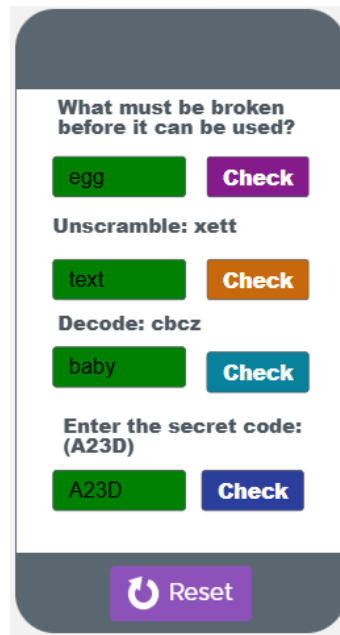 What must be broken
before it can be used?
egg
Check
Unscramble: xett
text
Check
Decode: cbcz
baby
Check
Enter the secret code:
(A23D)
A23D
Check
Reset